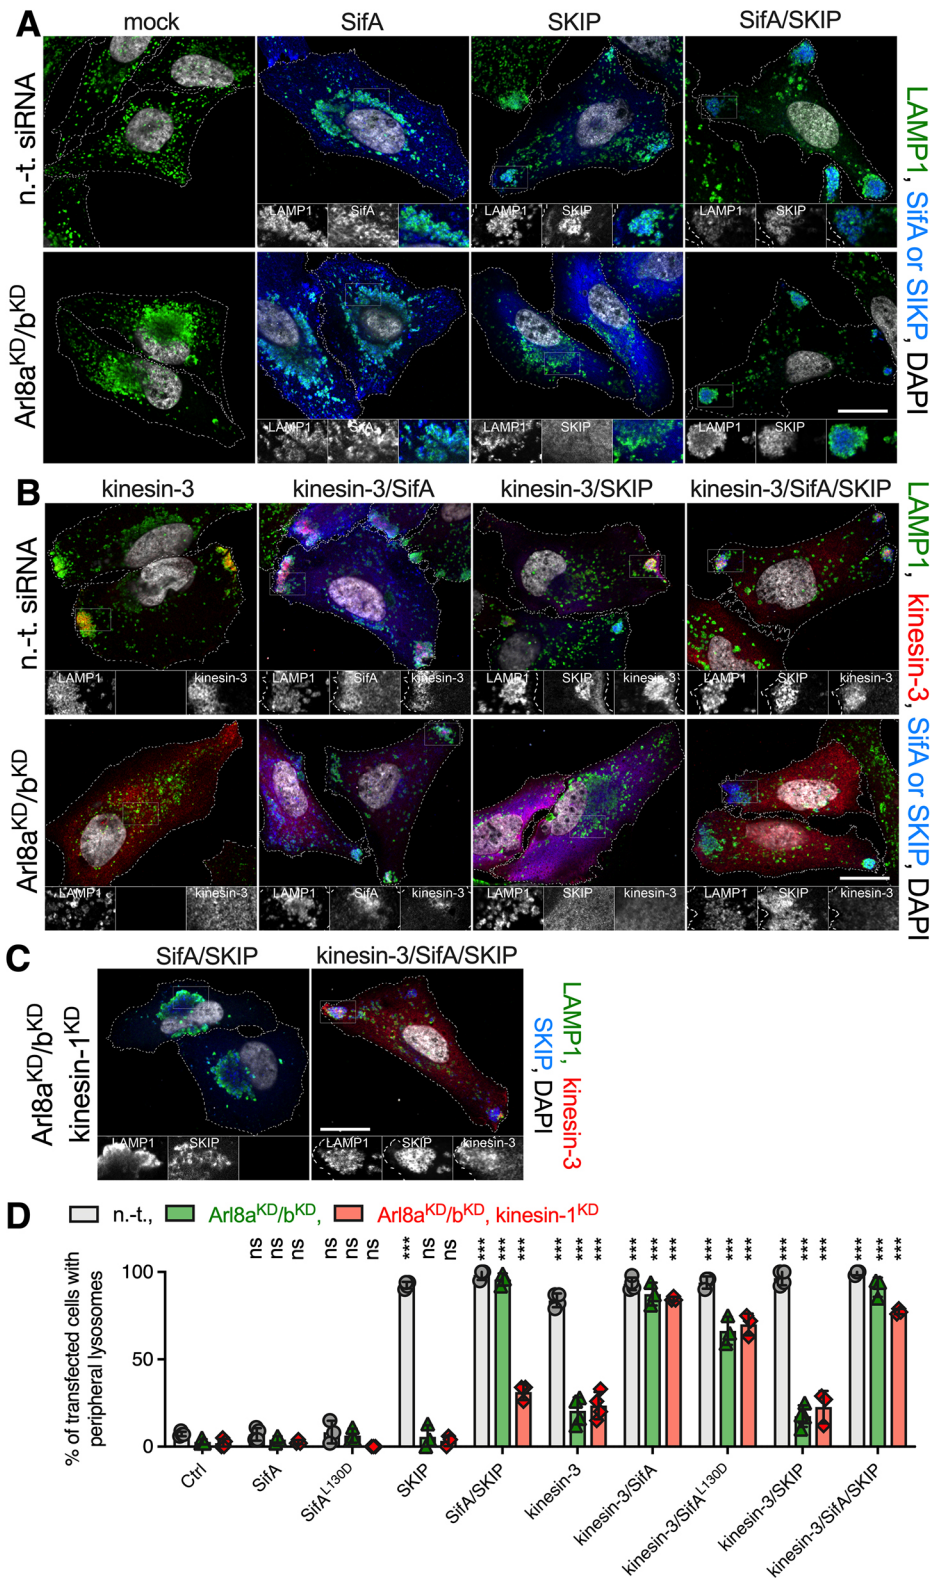 A
mock
SifA
SKIP
SifA/SKIP
n.-t. siRNA
LAMP1
SifA
LAMP1
SKIP
LAMP1
SKIP
Arl8aKD/bKD
LAMP1
SifA
LAMP1
SKIP
LAMP1
SKIP
LAMP1, SifA or SIKP, DAPI
B
kinesin-3
kinesin-3/SifA
kinesin-3/SKIP
kinesin-3/SifA/SKIP
n.-t. siRNA
LAMP1
kinesin-3
LAMP1
SifA
kinesin-3
LAMP1
SKIP
kinesin-3
LAMP1
SKIP
kinesin-3
Arl8aKD/bKD
LAMP1
kinesin-3
LAMP1
SifA
kinesin-3
LAMP1
SKIP
kinesin-3
LAMP1
SKIP
kinesin-3
LAMP1, kinesin-3, SifA or SKIP, DAPI
C
SifA/SKIP
kinesin-3/SifA/SKIP
Arl8aKD/bKD
kinesin-1KD
LAMP1
SKIP
LAMP1
SKIP
kinesin-3
LAMP1, kinesin-3
SKIP, DAPI
D
n.-t., Arl8aKD/bKD, Arl8aKD/bKD, kinesin-1KD
ns ns ns ns ns ns *** ns ns *** *** *** *** *** *** *** *** *** *** *** *** *** *** *** *** *** ***
% of transfected cells with
peripheral lysosomes
100
50
0
Ctrl
SifA
SifAL130D
SKIP
SifA/SKIP
kinesin-3
kinesin-3/SifA
kinesin-3/SifAL130D
kinesin-3/SKIP
kinesin-3/SifA/SKIP